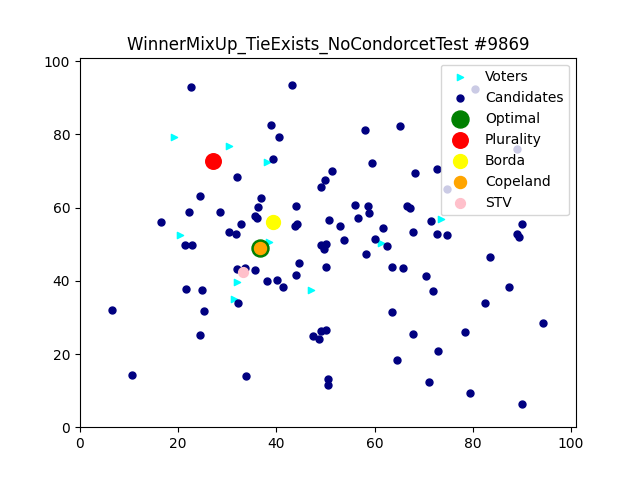 WinnerMixUp_TieExists_NoCondorcetTest #9869
100
80
60
40
20
0
0 20 40 60 80 100
Voters
Candidates
Optimal
Plurality
Borda
Copeland
STV